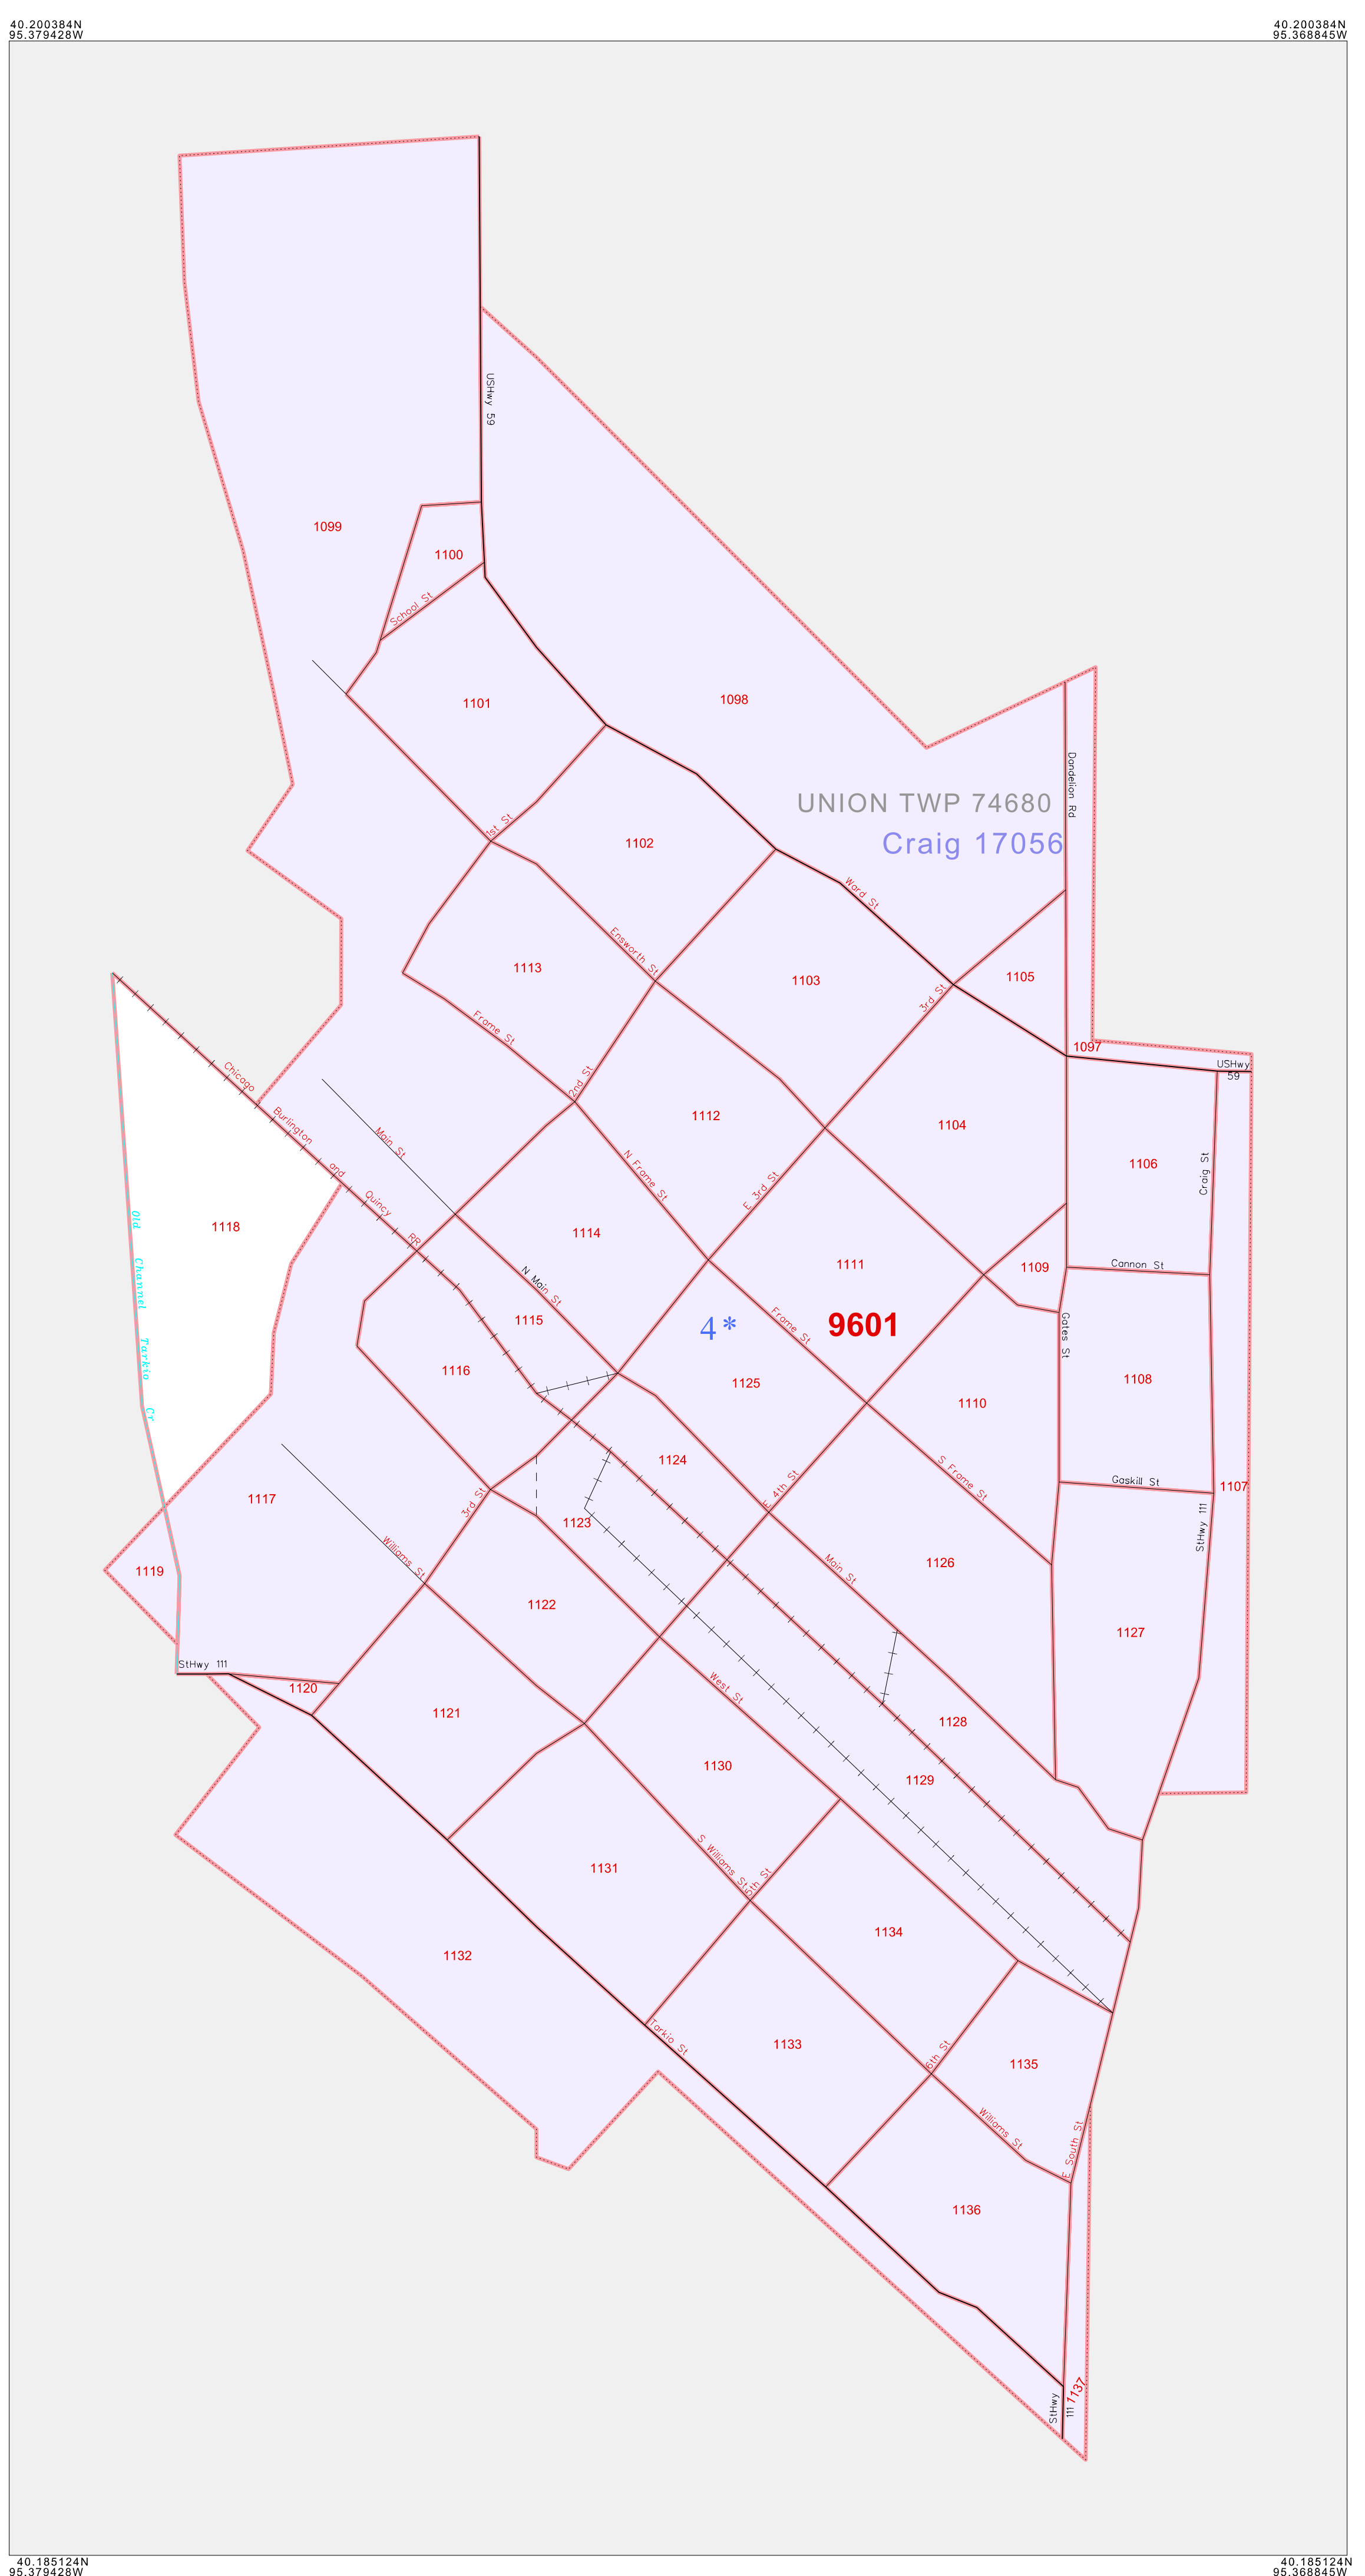 40.200384N
95.379428W
40.200384N
95.368845W
USHwy 59
1099
1100
School St
1101
1098
Dandelion Rd
UNION TWP 74680
Craig 17056
1st St
1102
Ward St
Ensworth St
1113
1103
1105
3rd St
Frame St
1097
USHwy
59
Chicago
Burlington
and
Quincy
RR
2nd St
Main St
1112
1104
1106
Craig St
N Frame St
E 3rd St
1118
Old Channel Tarkio Cr
1114
1111
1109
Cannon St
N Main St
1115
Frame St
4*
9601
Gates St
1116
1125
1108
1110
1124
S Frame St
Gaskill St
1107
E 4th St
StHwy 111
1117
3rd St
1123
Williams St
Main St
1126
1119
1122
1127
StHwy 111
1120
West St
1121
1128
1130
1129
S Williams St
5th St
1131
1134
1132
Tarkio St
1133
6th St
1135
Williams St
E South St
1136
1137
StHwy
111
40.185124N
95.379428W
40.185124N
95.368845W